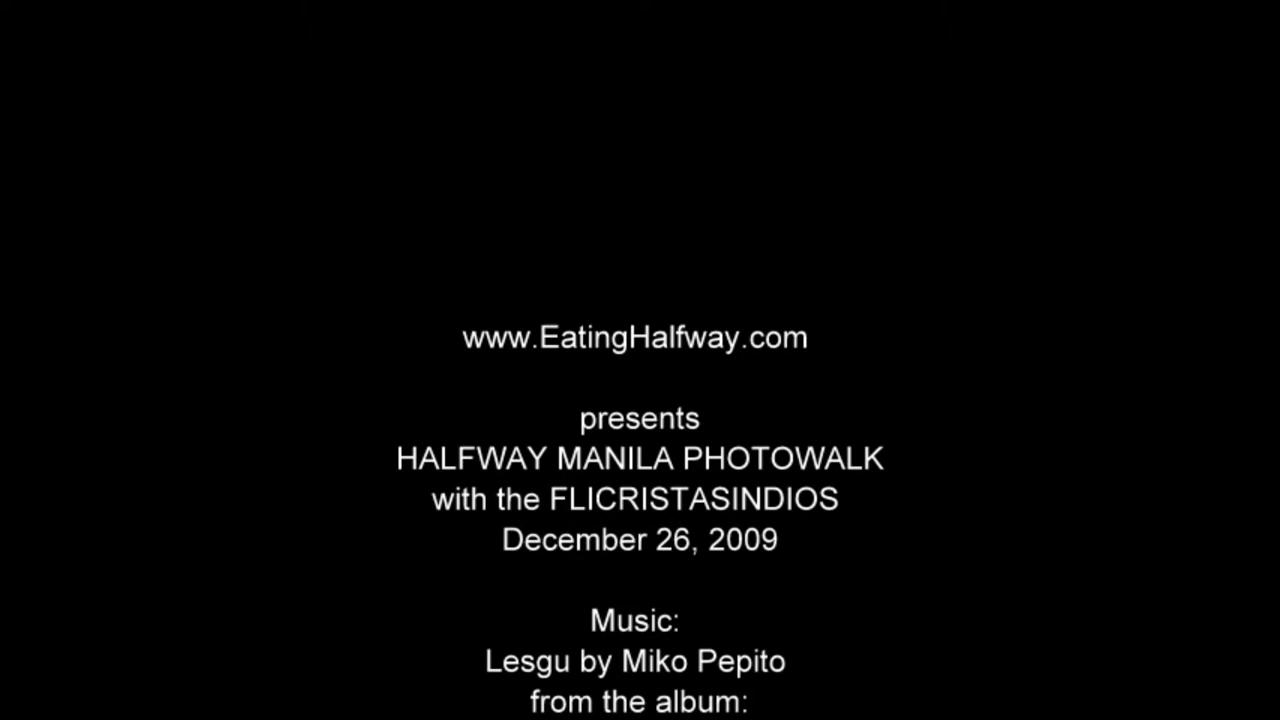 www.EatingHalfway.com
presents
HALFWAY MANILA PHOTOWALK
with the FLICRISTASINDIOS
December 26, 2009
Music:
Lesgu by Miko Pepito
from the album: